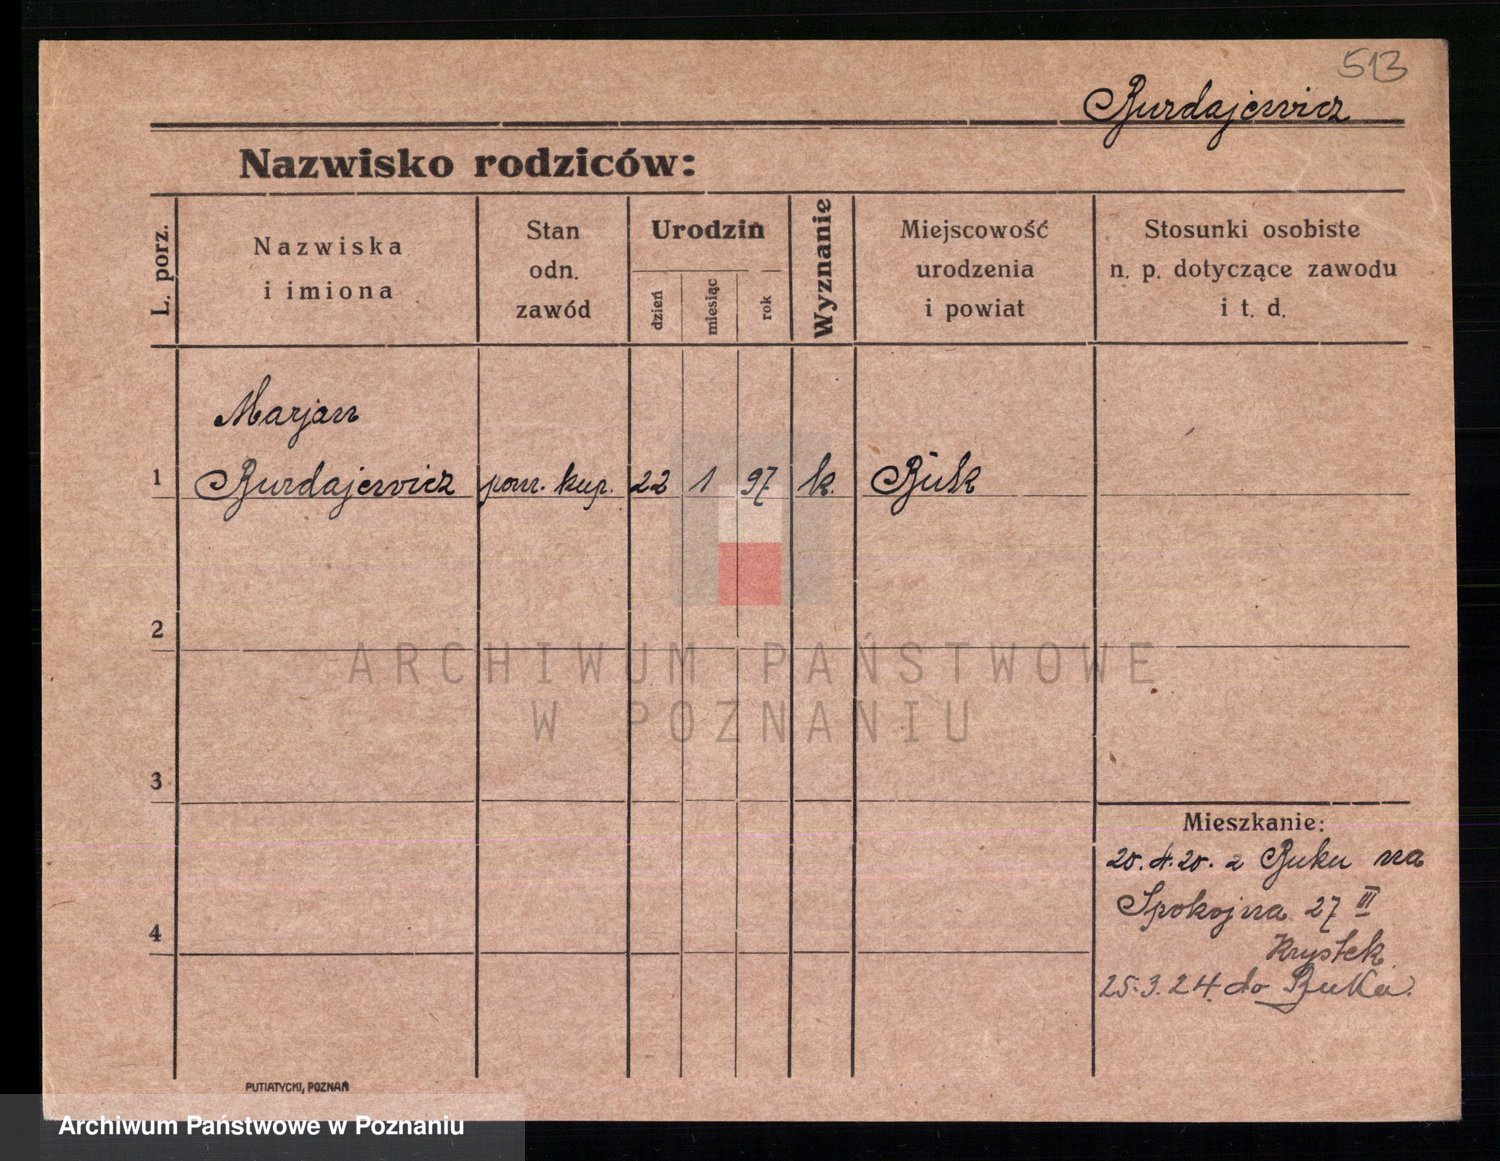 513
Burdajewicz
Nazwisko rodziców:
L. porz.
Nazwiska
i imiona
Stan
odn.
zawód
Urodzin
dzień
miesiąc
rok
Wyznanie
Miejscowość
urodzenia
i powiat
Stosunki osobiste
n. p. dotyczące zawodu
i t. d.
Marjan
1 Burdajewicz pom. kup. 22 1 97 k. Buk
2
ARCHIWUM PAŃSTWOWE
W POZNANIU
3
Mieszkanie:
20.4.20. z Buku na
Spokojna 27 III
4
Krystek
25.3.24. do Buka.
PUTIATYCKI, POZNAŃ
Archiwum Państwowe w Poznaniu